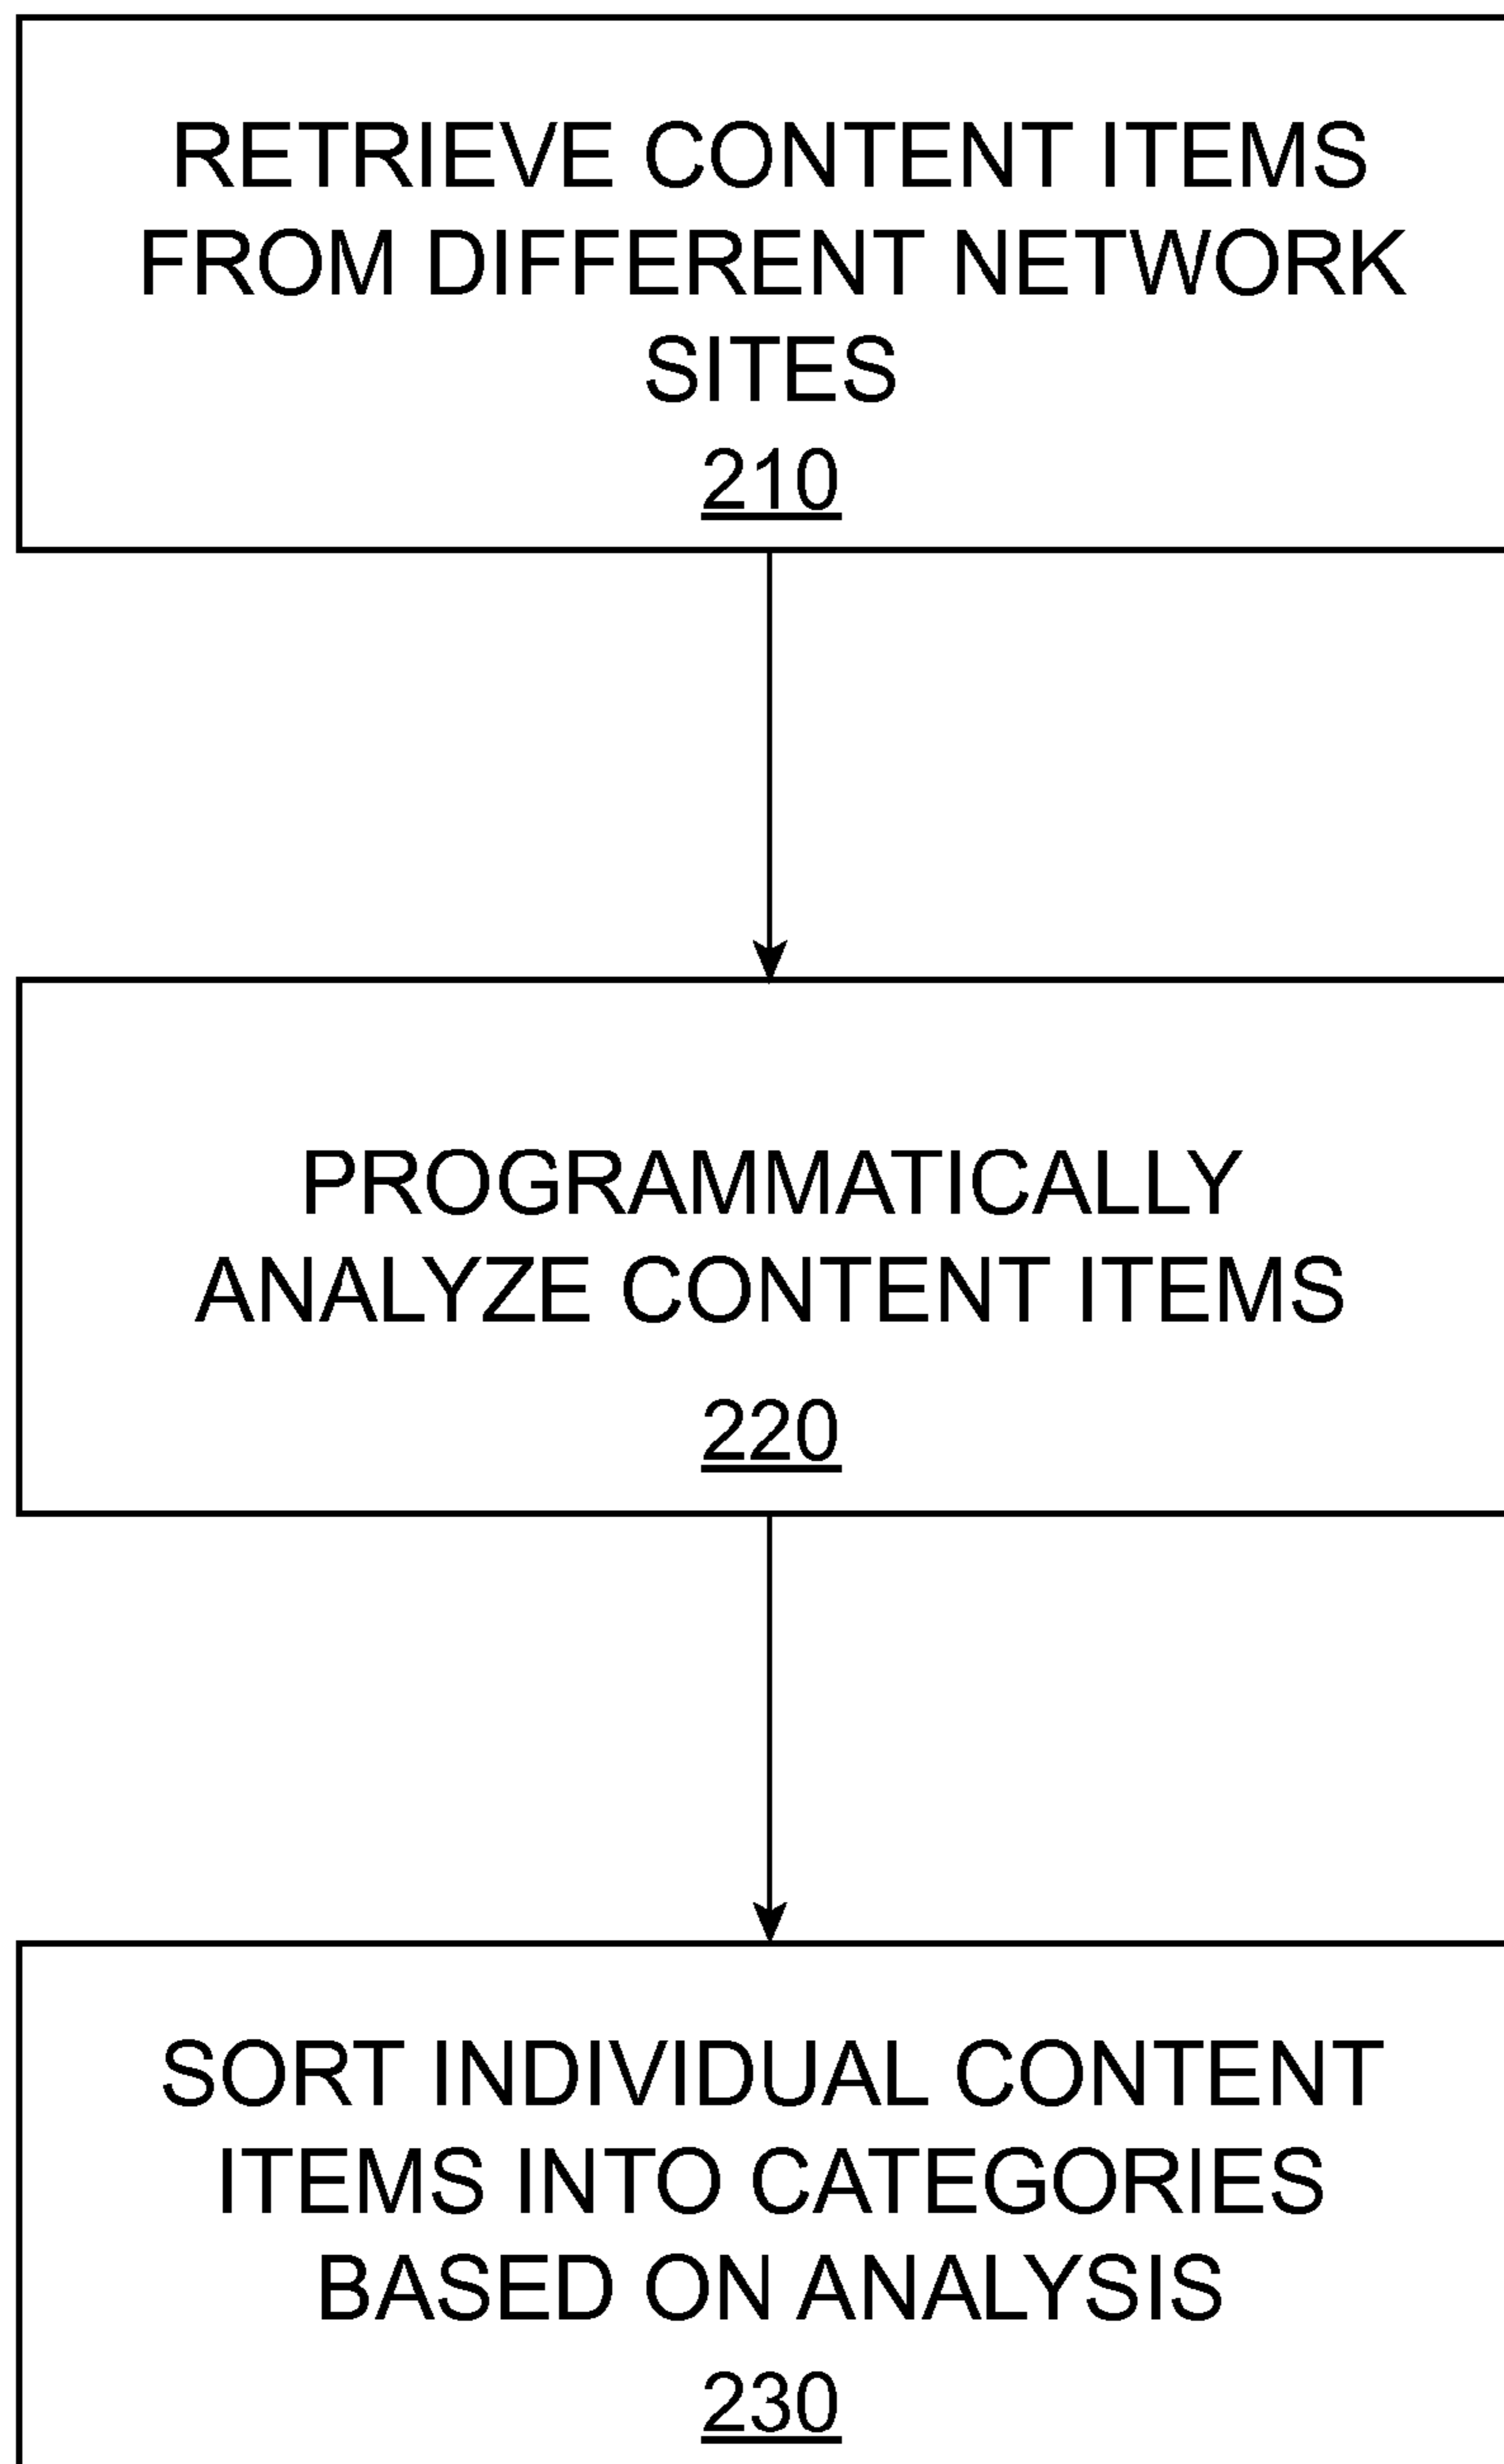 RETRIEVE CONTENT ITEMS
FROM DIFFERENT NETWORK
SITES
210
PROGRAMMATICALLY
ANALYZE CONTENT ITEMS
220
SORT INDIVIDUAL CONTENT
ITEMS INTO CATEGORIES
BASED ON ANALYSIS
230